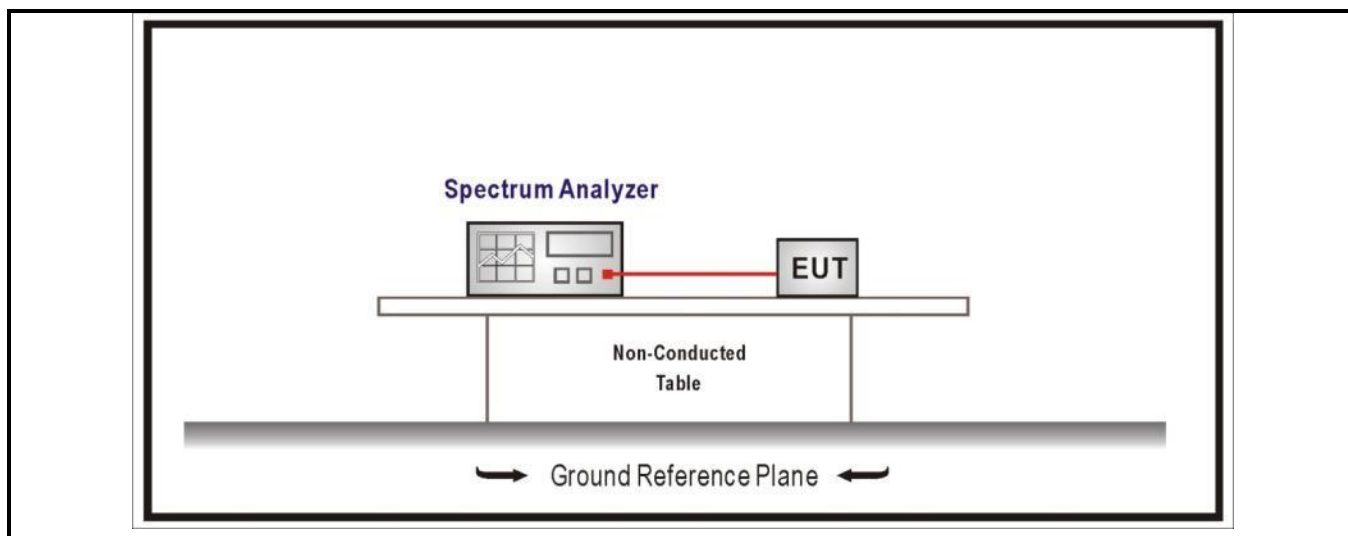 Spectrum Analyzer
EUT
Non-Conducted
Table
Ground Reference Plane